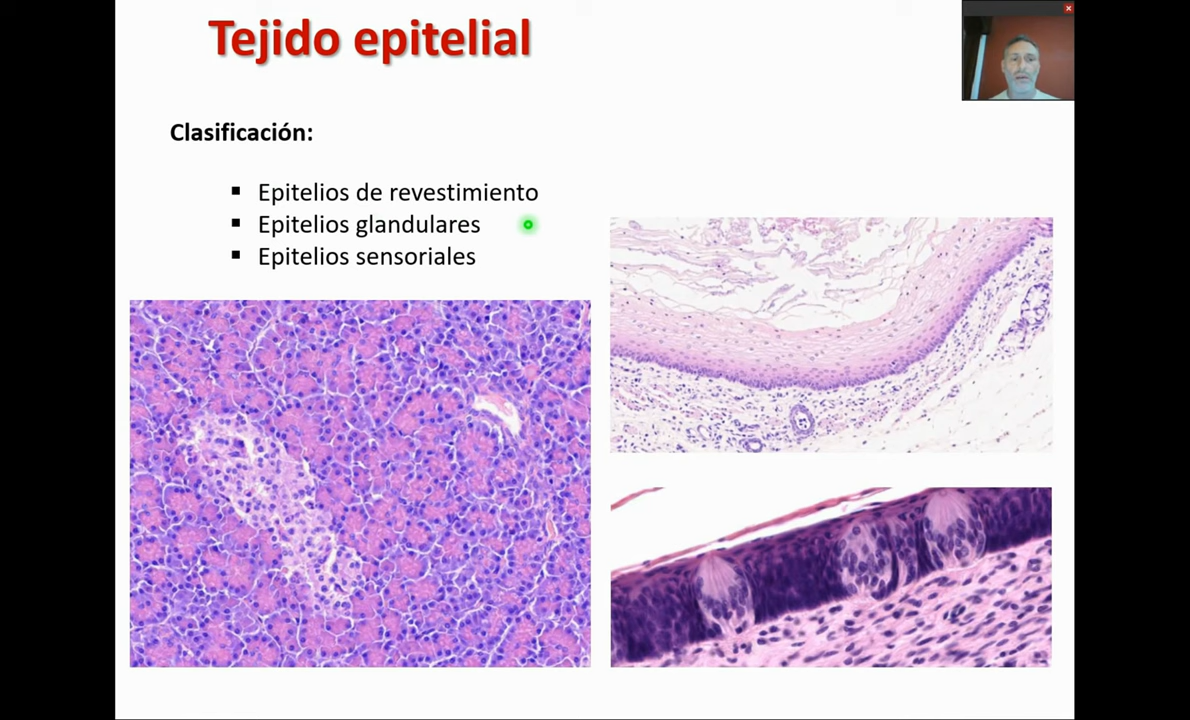 Tejido epitelial
Clasificación:
▪ Epitelios de revestimiento
▪ Epitelios glandulares
▪ Epitelios sensoriales